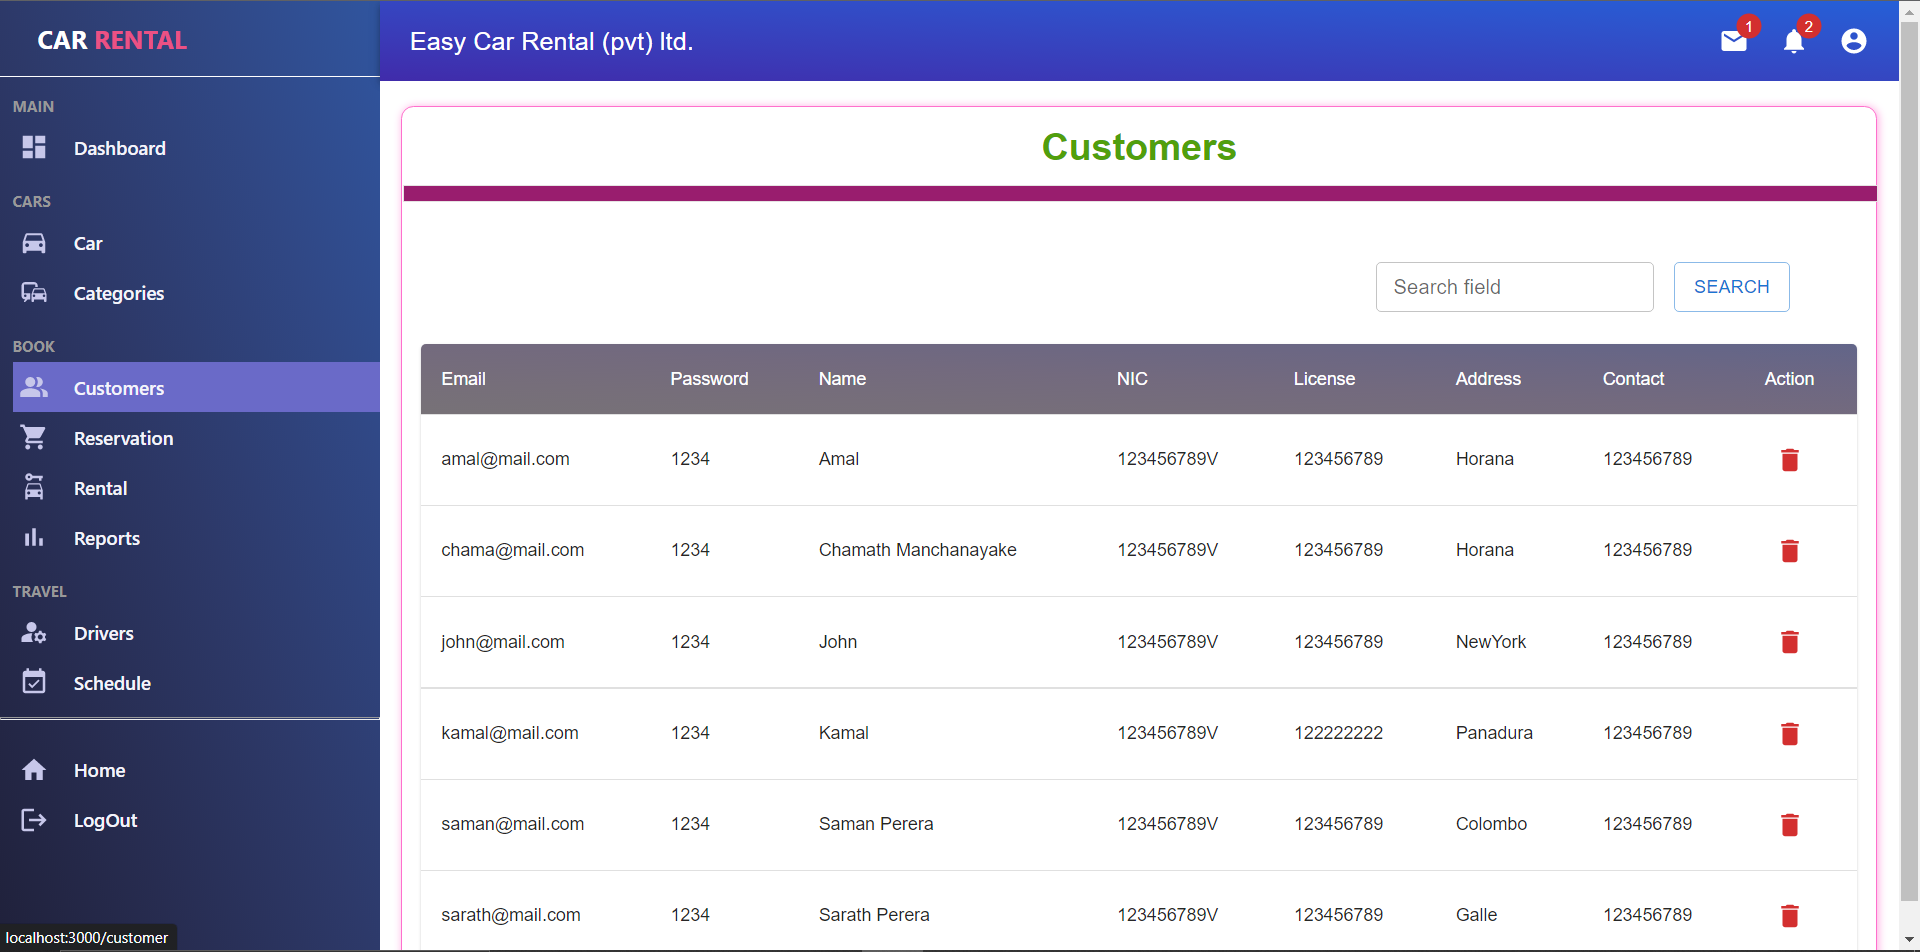 CAR RENTAL
Easy Car Rental (pvt) ltd.
1
2
MAIN
Dashboard
CARS
Car
Categories
BOOK
Customers
Reservation
Rental
Reports
TRAVEL
Drivers
Schedule
Home
LogOut
localhost:3000/customer
Customers
Search field
SEARCH
Email Password Name NIC License Address Contact Action
amal@mail.com 1234 Amal 123456789V 123456789 Horana 123456789
chama@mail.com 1234 Chamath Manchanayake 123456789V 123456789 Horana 123456789
john@mail.com 1234 John 123456789V 123456789 NewYork 123456789
kamal@mail.com 1234 Kamal 123456789V 122222222 Panadura 123456789
saman@mail.com 1234 Saman Perera 123456789V 123456789 Colombo 123456789
sarath@mail.com 1234 Sarath Perera 123456789V 123456789 Galle 123456789